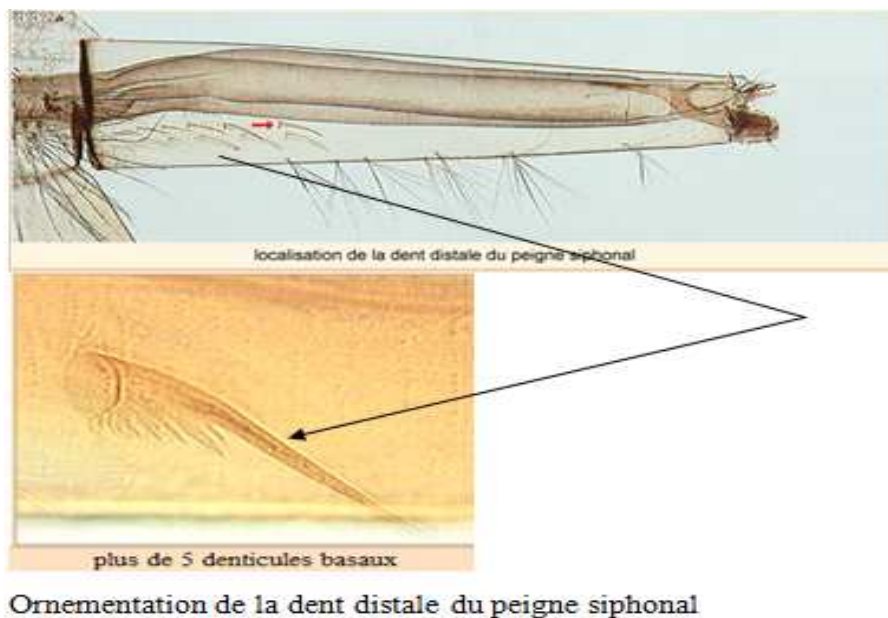 localisation de la dent distale du peigne siphonal
plus de 5 denticules basaux
Ornementation de la dent distale du peigne siphonal